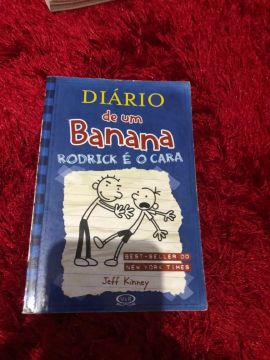 DIÁRIO
de um
Banana
RODRICK É O CARA
BEST-SELLER DO
NEW YORK TIMES
Jeff Kinney
V&R